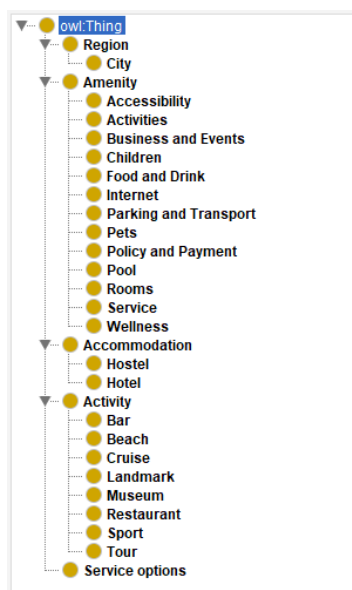 owl:Thing
Region
City
Amenity
Accessibility
Activities
Business and Events
Children
Food and Drink
Internet
Parking and Transport
Pets
Policy and Payment
Pool
Rooms
Service
Wellness
Accommodation
Hostel
Hotel
Activity
Bar
Beach
Cruise
Landmark
Museum
Restaurant
Sport
Tour
Service options